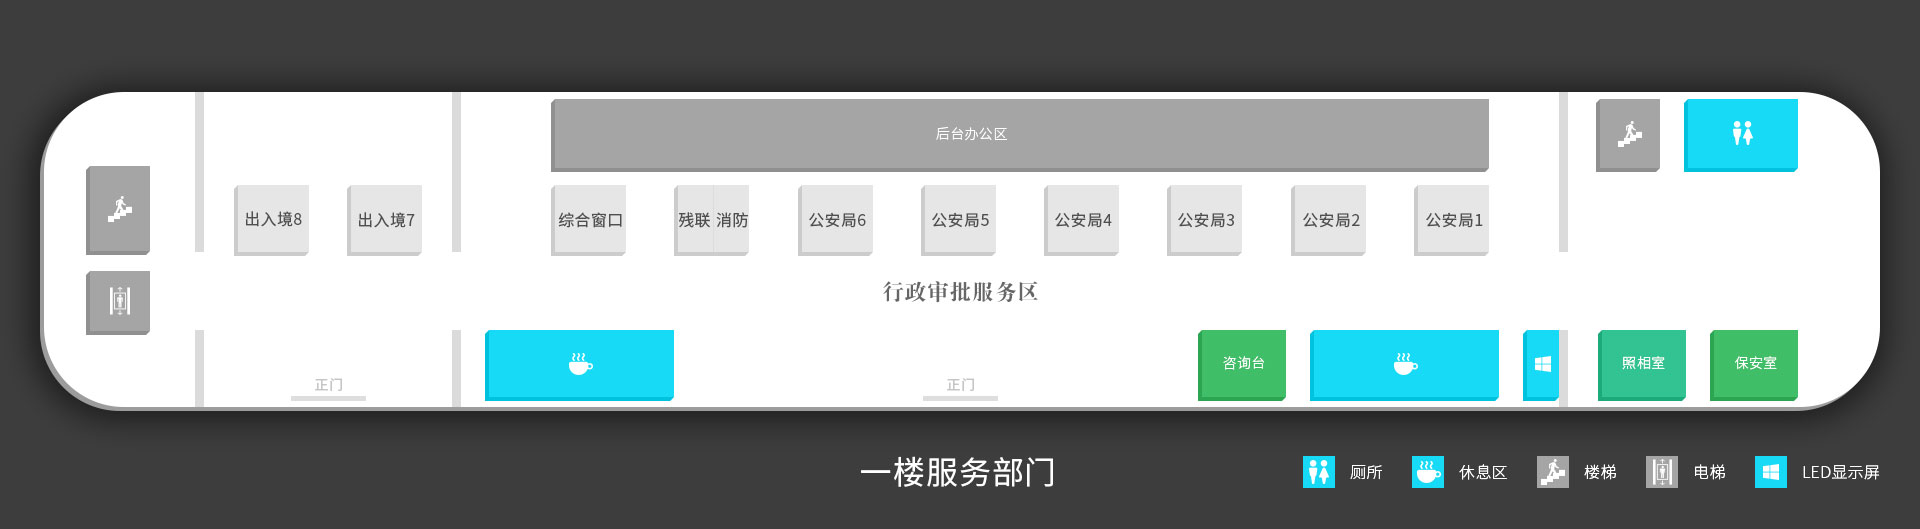 后台办公区
出入境8
出入境7
综合窗口
残联
消防
公安局6
公安局5
公安局4
公安局3
公安局2
公安局1
行政审批服务区
咨询台
照相室
保安室
正门
正门
一楼服务部门
厕所
休息区
楼梯
电梯
LED显示屏